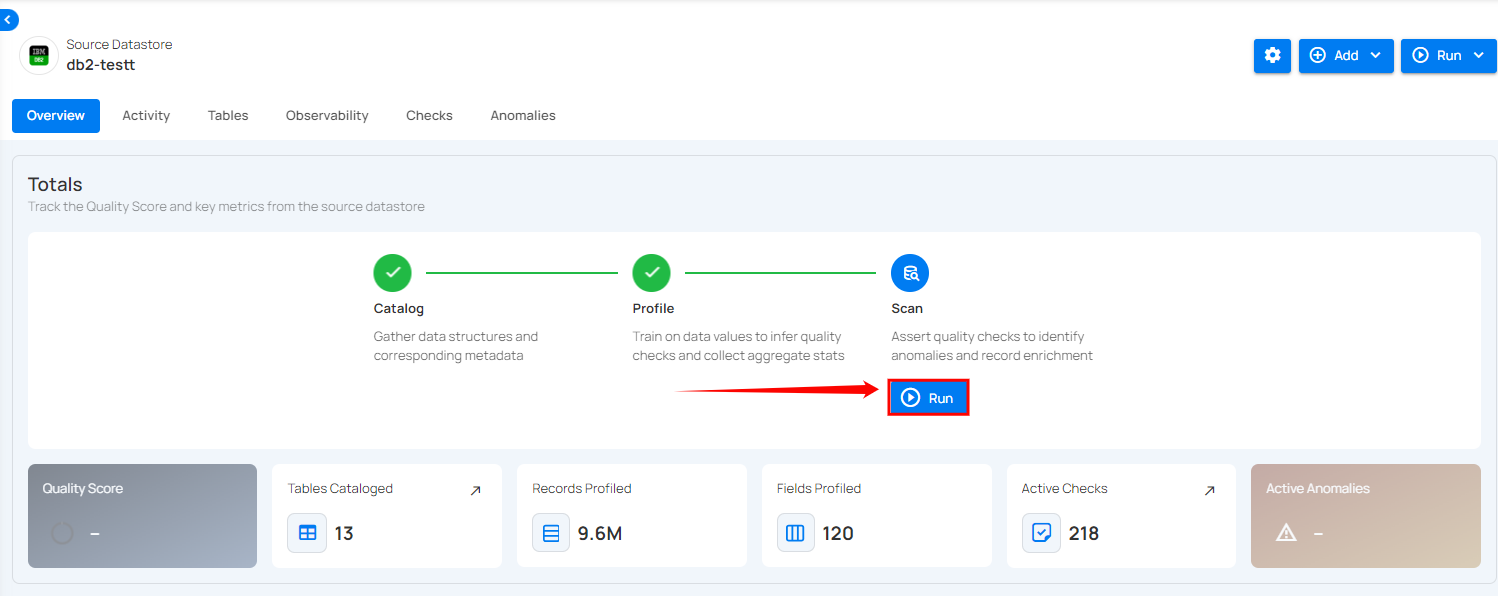 Source Datastore
IBM
DB2
db2-testt
Add
Run
Overview
Activity
Tables
Observability
Checks
Anomalies
Totals
Track the Quality Score and key metrics from the source datastore
Catalog
Gather data structures and
corresponding metadata
Profile
Train on data values to infer quality
checks and collect aggregate stats
Scan
Assert quality checks to identify
anomalies and record enrichment
Run
Quality Score
–
Tables Cataloged
13
Records Profiled
9.6M
Fields Profiled
120
Active Checks
218
Active Anomalies
–